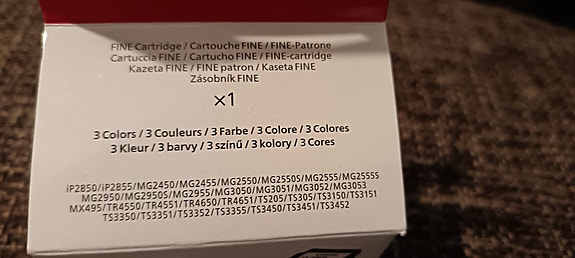 FINE Cartridge / Cartouche FINE / FINE-Patrone
Cartuccia FINE / Cartucho FINE / FINE-cartridge
Kazeta FINE / FINE patron / Kaseta FINE
Zásobník FINE
×1
3 Colors / 3 Couleurs / 3 Farbe / 3 Colore / 3 Colores
3 Kleur / 3 barvy / 3 színű / 3 kolory / 3 Cores
iP2850/iP2855/MG2450/MG2455/MG2550/MG2550S/MG2555/MG2555S
MG2950/MG2950S/MG2955/MG3050/MG3051/MG3052/MG3053
MX495/TR4550/TR4551/TR4650/TR4651/TS205/TS305/TS3150/TS3151
TS3350/TS3351/TS3352/TS3355/TS3450/TS3451/TS3452